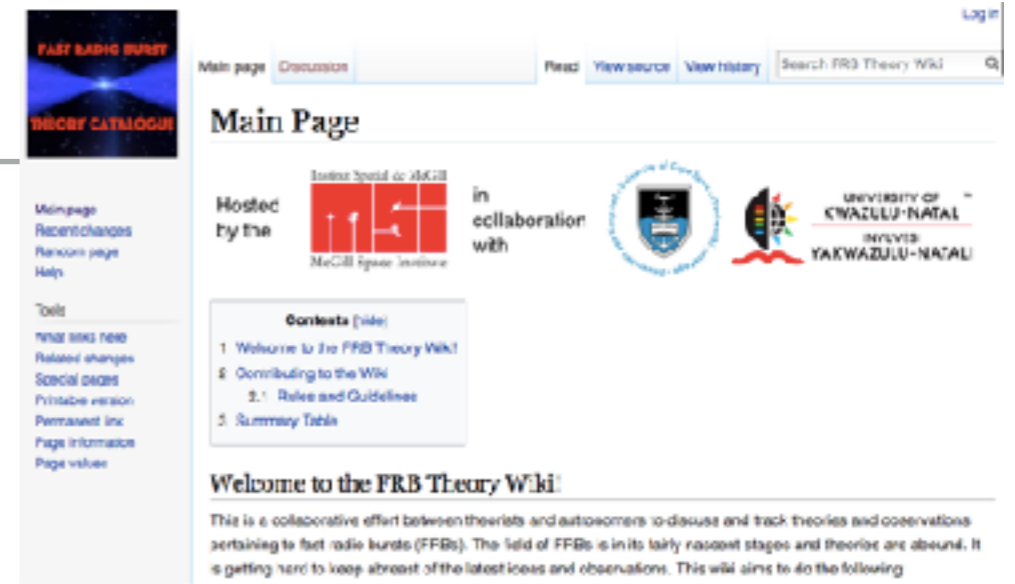 Log in
FAST RADIO BURST
THEORY CATALOGUE
Main page Discussion Read View source View history Search FRB Theory Wiki
Main Page
Hosted by the
Institut Spatial de McGill
MSI
McGill Space Institute
in collaboration with
UNIVERSITY OF
KWAZULU-NATAL
INYUVESI
YAKWAZULU-NATALI
Main page
Recent changes
Random page
Help
Tools
What links here
Related changes
Special pages
Printable version
Permanent link
Page information
Page values
Contents [hide]
1 Welcome to the FRB Theory Wiki!
2 Contributing to the Wiki
2.1 Rules and Guidelines
3 Summary Table
Welcome to the FRB Theory Wiki!
This is a collaborative effort between theorists and astronomers to discuss and track theories and observations
pertaining to fast radio bursts (FRBs). The field of FRBs is in its fairly nascent stages and theories are abound. It
is getting hard to keep abreast of the latest ideas and observations. This wiki aims to do the following